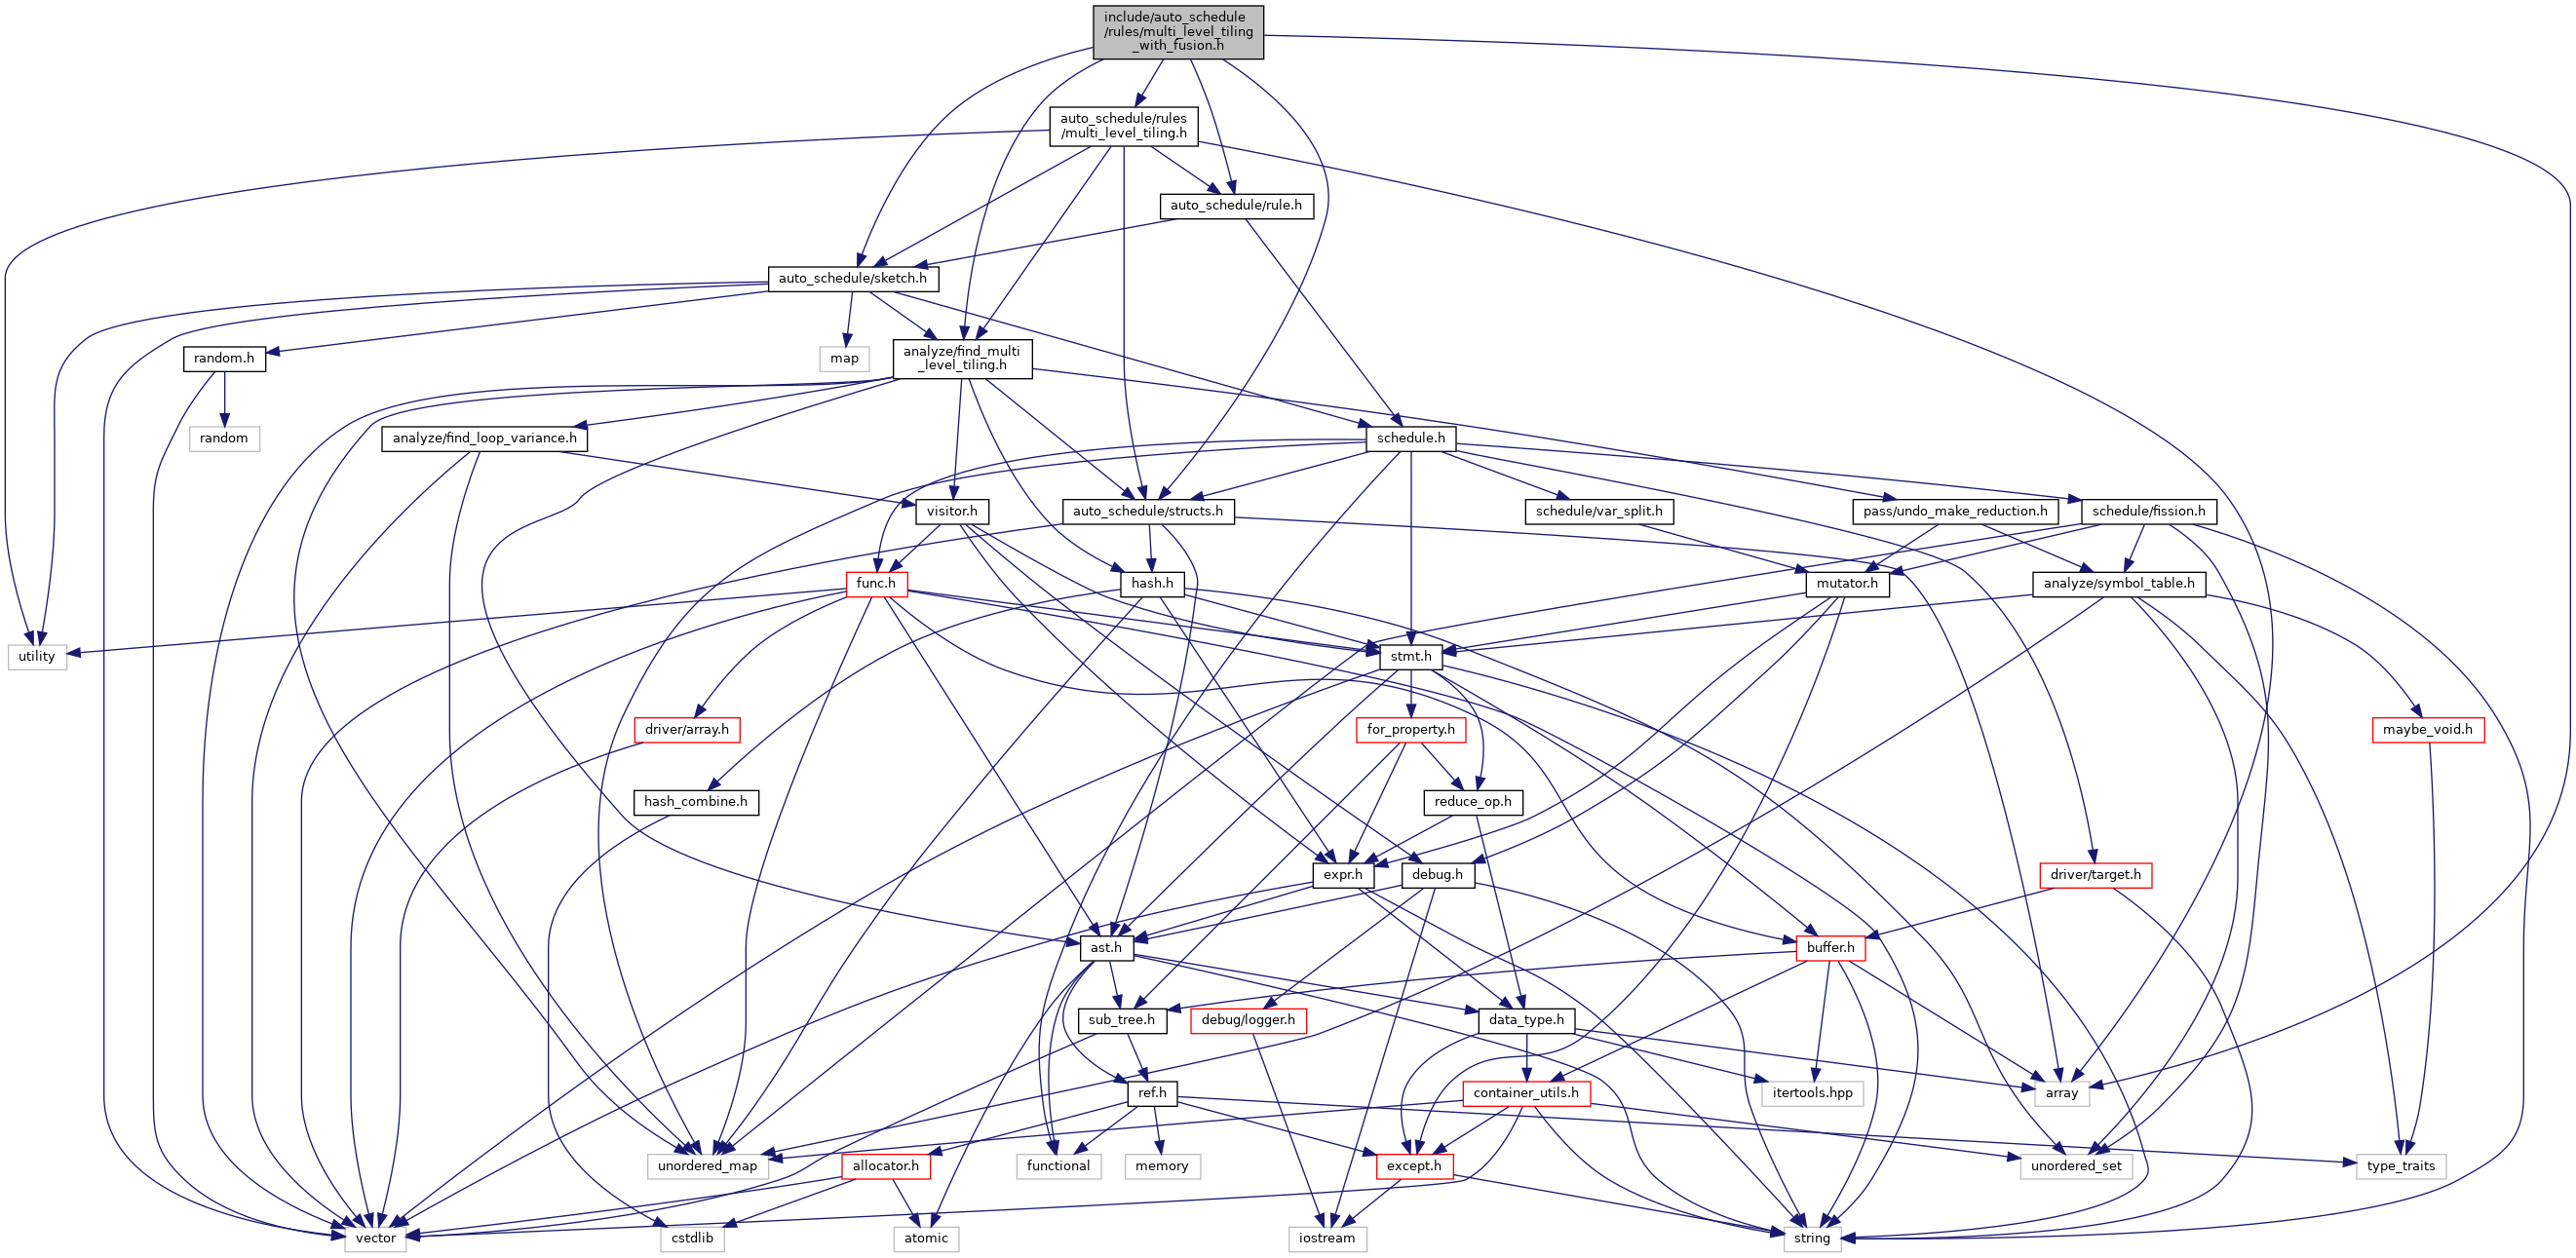 include/auto_schedule
/rules/multi_level_tiling
_with_fusion.h
auto_schedule/rules
/multi_level_tiling.h
auto_schedule/rule.h
auto_schedule/sketch.h
random.h
map
analyze/find_multi
_level_tiling.h
random
analyze/find_loop_variance.h
schedule.h
visitor.h
auto_schedule/structs.h
schedule/var_split.h
pass/undo_make_reduction.h
schedule/fission.h
func.h
hash.h
mutator.h
analyze/symbol_table.h
utility
stmt.h
driver/array.h
for_property.h
maybe_void.h
hash_combine.h
reduce_op.h
expr.h
debug.h
driver/target.h
ast.h
buffer.h
sub_tree.h
debug/logger.h
data_type.h
ref.h
container_utils.h
itertools.hpp
array
unordered_map
allocator.h
functional
memory
except.h
unordered_set
type_traits
vector
cstdlib
atomic
iostream
string